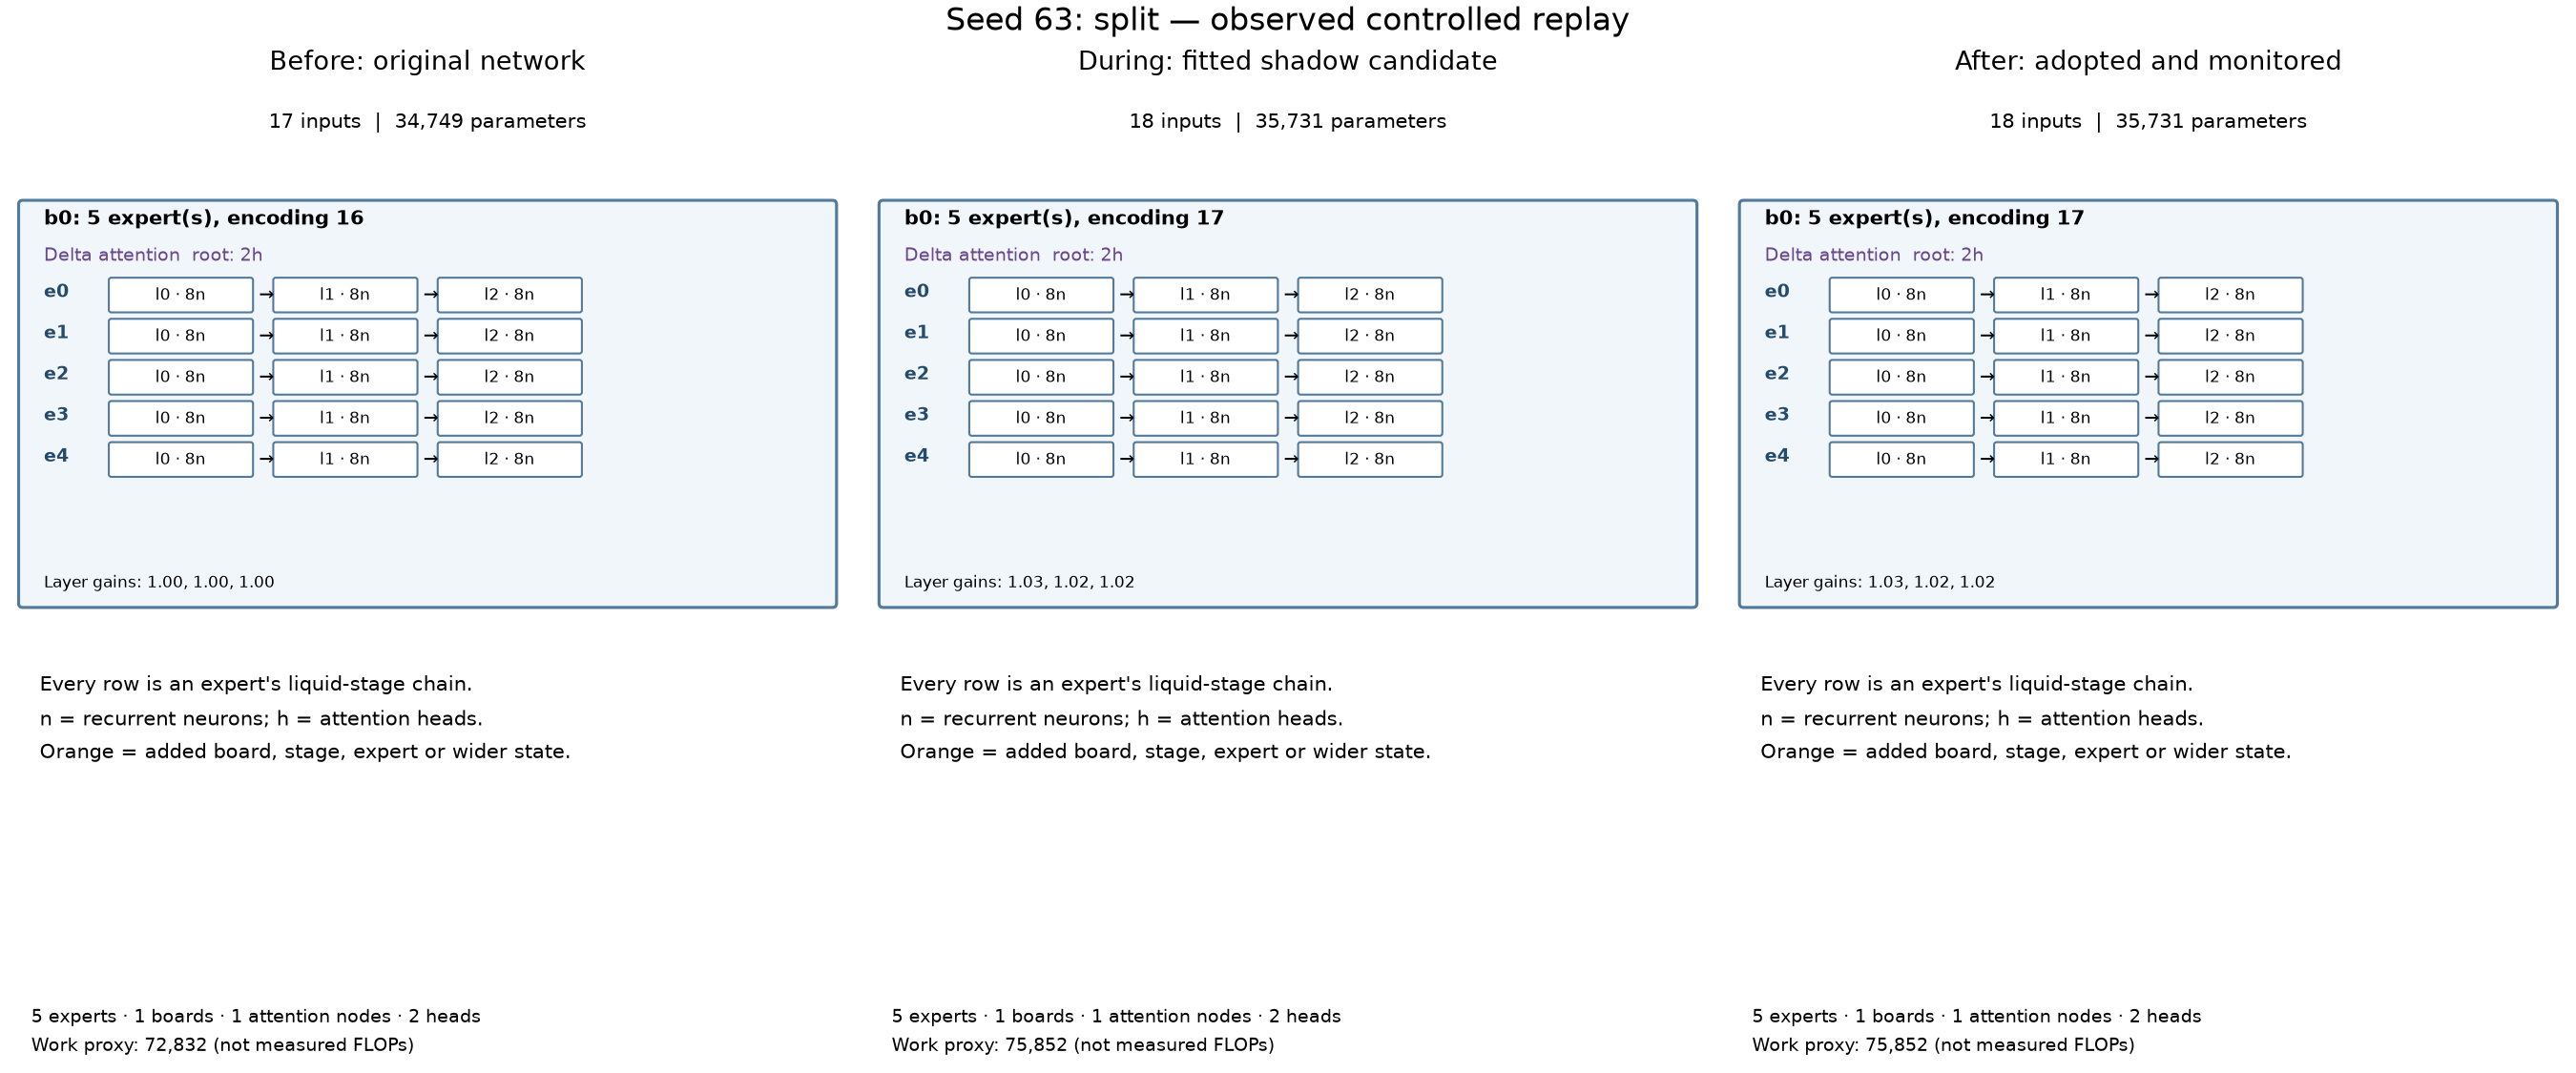 Seed 63: split — observed controlled replay
Before: original network
17 inputs | 34,749 parameters
b0: 5 expert(s), encoding 16
Delta attention root: 2h
e0 l0 · 8n → l1 · 8n → l2 · 8n
e1 l0 · 8n → l1 · 8n → l2 · 8n
e2 l0 · 8n → l1 · 8n → l2 · 8n
e3 l0 · 8n → l1 · 8n → l2 · 8n
e4 l0 · 8n → l1 · 8n → l2 · 8n
Layer gains: 1.00, 1.00, 1.00
Every row is an expert's liquid-stage chain.
n = recurrent neurons; h = attention heads.
Orange = added board, stage, expert or wider state.
5 experts · 1 boards · 1 attention nodes · 2 heads
Work proxy: 72,832 (not measured FLOPs)
During: fitted shadow candidate
18 inputs | 35,731 parameters
b0: 5 expert(s), encoding 17
Delta attention root: 2h
e0 l0 · 8n → l1 · 8n → l2 · 8n
e1 l0 · 8n → l1 · 8n → l2 · 8n
e2 l0 · 8n → l1 · 8n → l2 · 8n
e3 l0 · 8n → l1 · 8n → l2 · 8n
e4 l0 · 8n → l1 · 8n → l2 · 8n
Layer gains: 1.03, 1.02, 1.02
Every row is an expert's liquid-stage chain.
n = recurrent neurons; h = attention heads.
Orange = added board, stage, expert or wider state.
5 experts · 1 boards · 1 attention nodes · 2 heads
Work proxy: 75,852 (not measured FLOPs)
After: adopted and monitored
18 inputs | 35,731 parameters
b0: 5 expert(s), encoding 17
Delta attention root: 2h
e0 l0 · 8n → l1 · 8n → l2 · 8n
e1 l0 · 8n → l1 · 8n → l2 · 8n
e2 l0 · 8n → l1 · 8n → l2 · 8n
e3 l0 · 8n → l1 · 8n → l2 · 8n
e4 l0 · 8n → l1 · 8n → l2 · 8n
Layer gains: 1.03, 1.02, 1.02
Every row is an expert's liquid-stage chain.
n = recurrent neurons; h = attention heads.
Orange = added board, stage, expert or wider state.
5 experts · 1 boards · 1 attention nodes · 2 heads
Work proxy: 75,852 (not measured FLOPs)